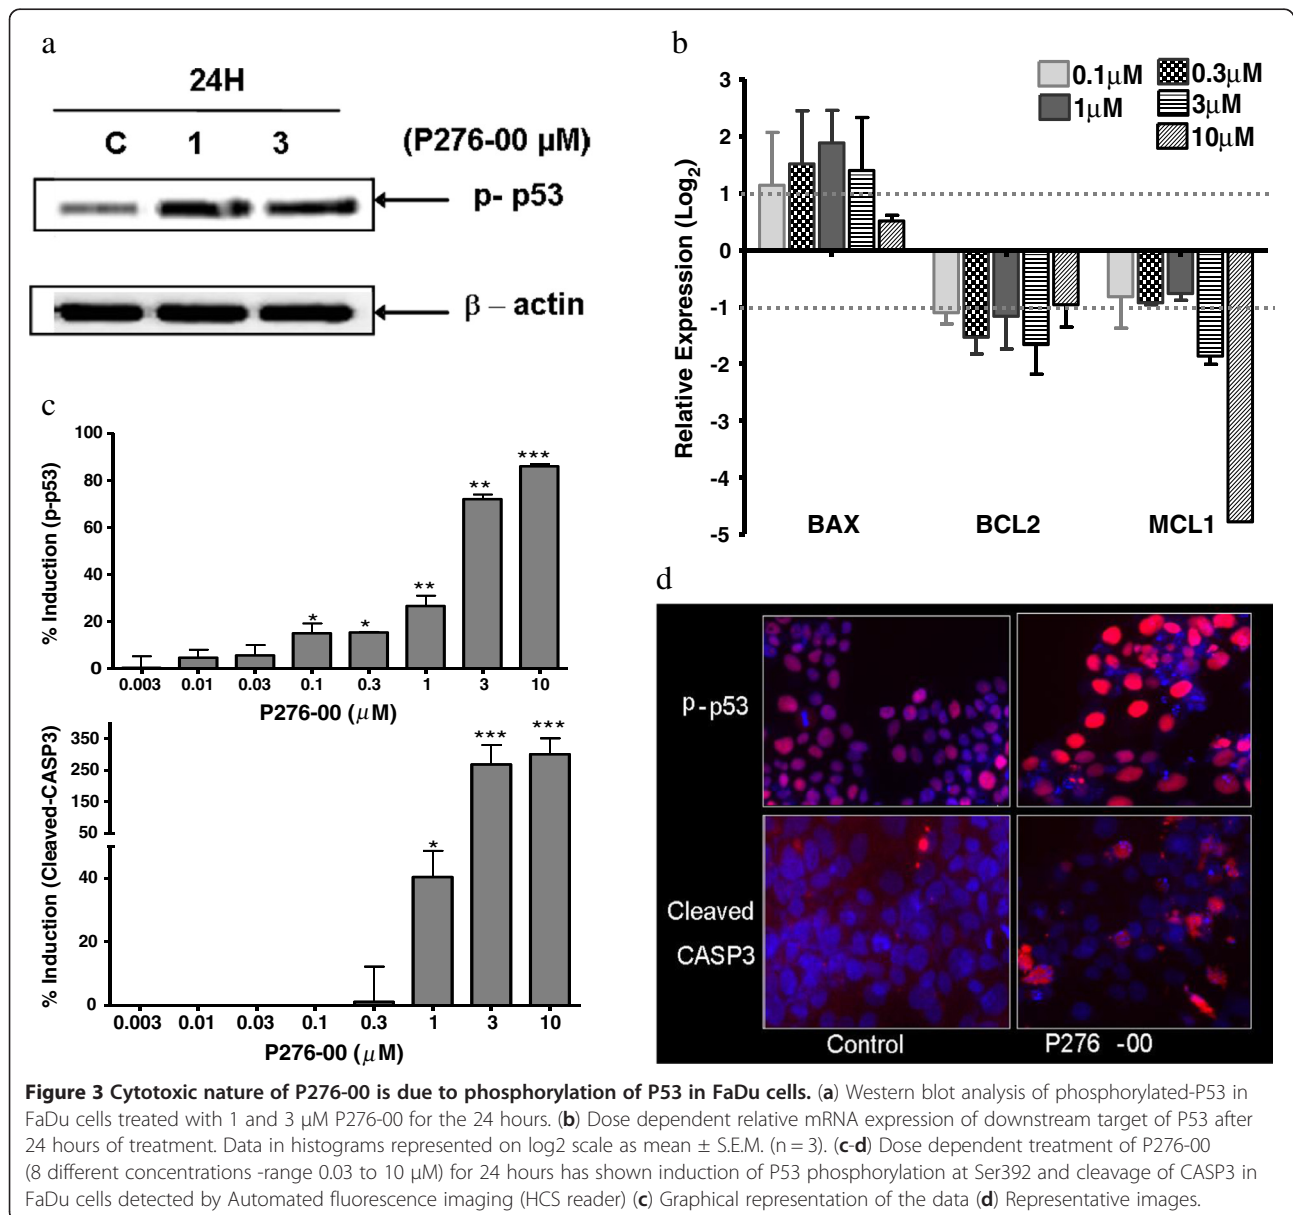 a
24H
C 1 3 (P276-00 µM)
p- p53
β – actin
b
0.1µM 0.3µM
1µM 3µM
10µM
Relative Expression (Log2)
3
2
1
0
-1
-2
-3
-4
-5
BAX BCL2 MCL1
c
% Induction (p-p53)
100
80
60
40
20
0
* * ** ** ***
0.003 0.01 0.03 0.1 0.3 1 3 10
P276-00 (µM)
% Induction (Cleaved-CASP3)
350
250
150
50
40
20
0
* *** ***
0.003 0.01 0.03 0.1 0.3 1 3 10
P276-00 (µM)
d
p-p53
Cleaved
CASP3
Control P276 -00
Figure 3 Cytotoxic nature of P276-00 is due to phosphorylation of P53 in FaDu cells. (a) Western blot analysis of phosphorylated-P53 in
FaDu cells treated with 1 and 3 µM P276-00 for the 24 hours. (b) Dose dependent relative mRNA expression of downstream target of P53 after
24 hours of treatment. Data in histograms represented on log2 scale as mean ± S.E.M. (n = 3). (c-d) Dose dependent treatment of P276-00
(8 different concentrations -range 0.03 to 10 µM) for 24 hours has shown induction of P53 phosphorylation at Ser392 and cleavage of CASP3 in
FaDu cells detected by Automated fluorescence imaging (HCS reader) (c) Graphical representation of the data (d) Representative images.